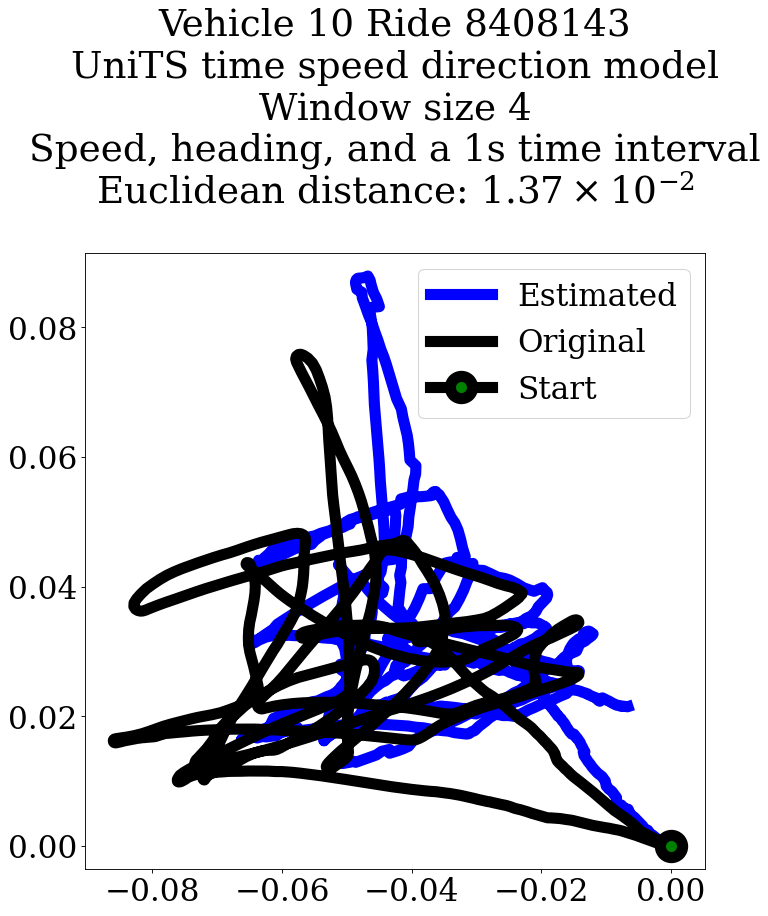 Vehicle 10 Ride 8408143
UniTS time speed direction model
Window size 4
Speed, heading, and a 1s time interval
Euclidean distance: 1.37 × 10⁻²
Estimated
Original
Start
0.08
0.06
0.04
0.02
0.00
−0.08 −0.06 −0.04 −0.02 0.00